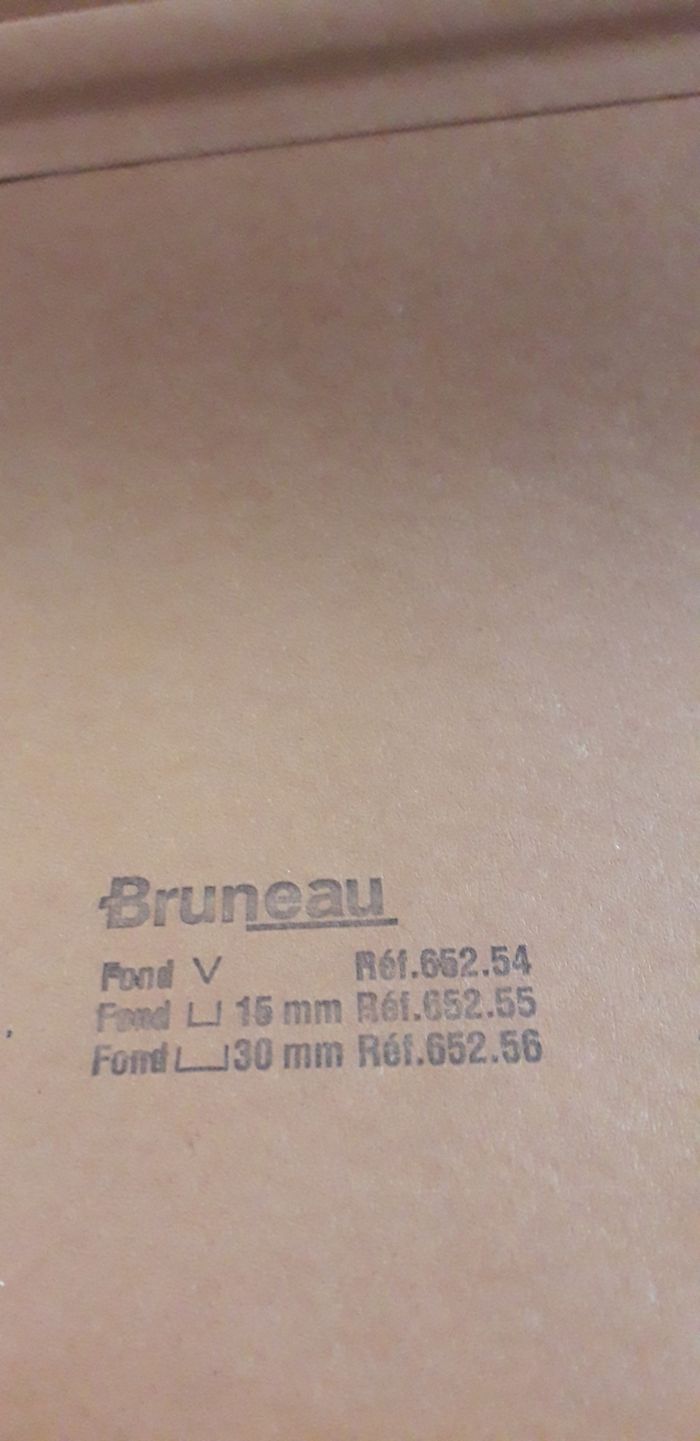 Bruneau
Fond V Réf.652.54
Fond 15 mm Réf.652.55
Fond 30 mm Réf.652.56